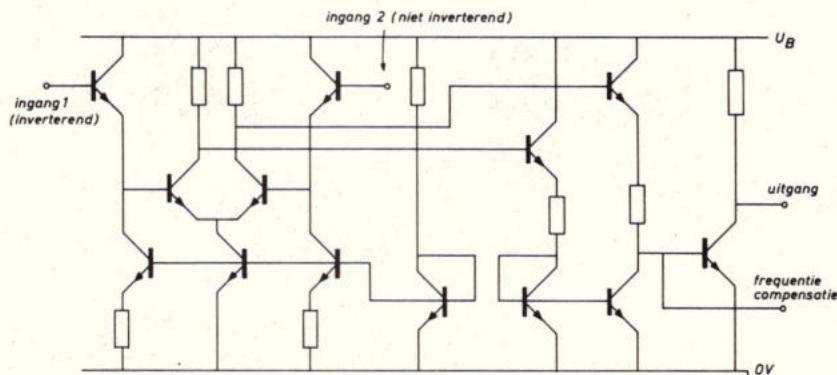 ingang 2 (niet inverterend)
U_B
ingang 1
(inverterend)
uitgang
frequentie
compensatie
0V